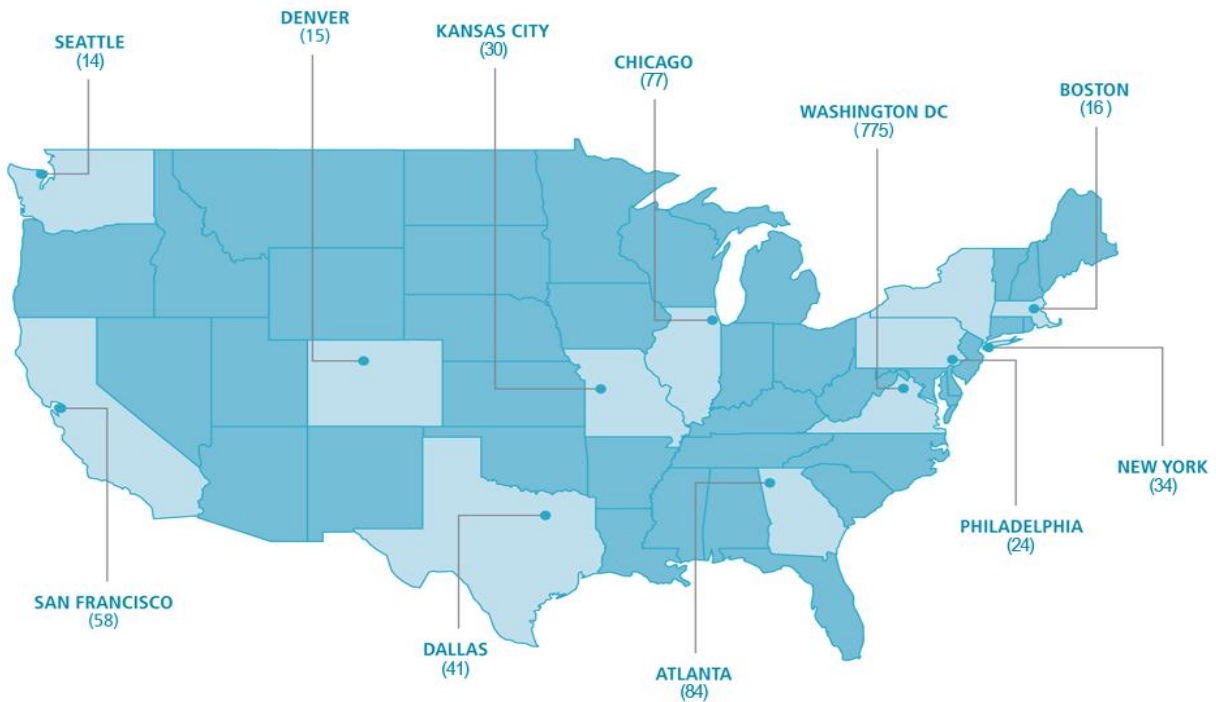 DENVER
(15)
KANSAS CITY
(30)
SEATTLE
(14)
CHICAGO
(77)
BOSTON
(16 )
WASHINGTON DC
(775)
NEW YORK
(34)
PHILADELPHIA
(24)
SAN FRANCISCO
(58)
DALLAS
(41)
ATLANTA
(84)